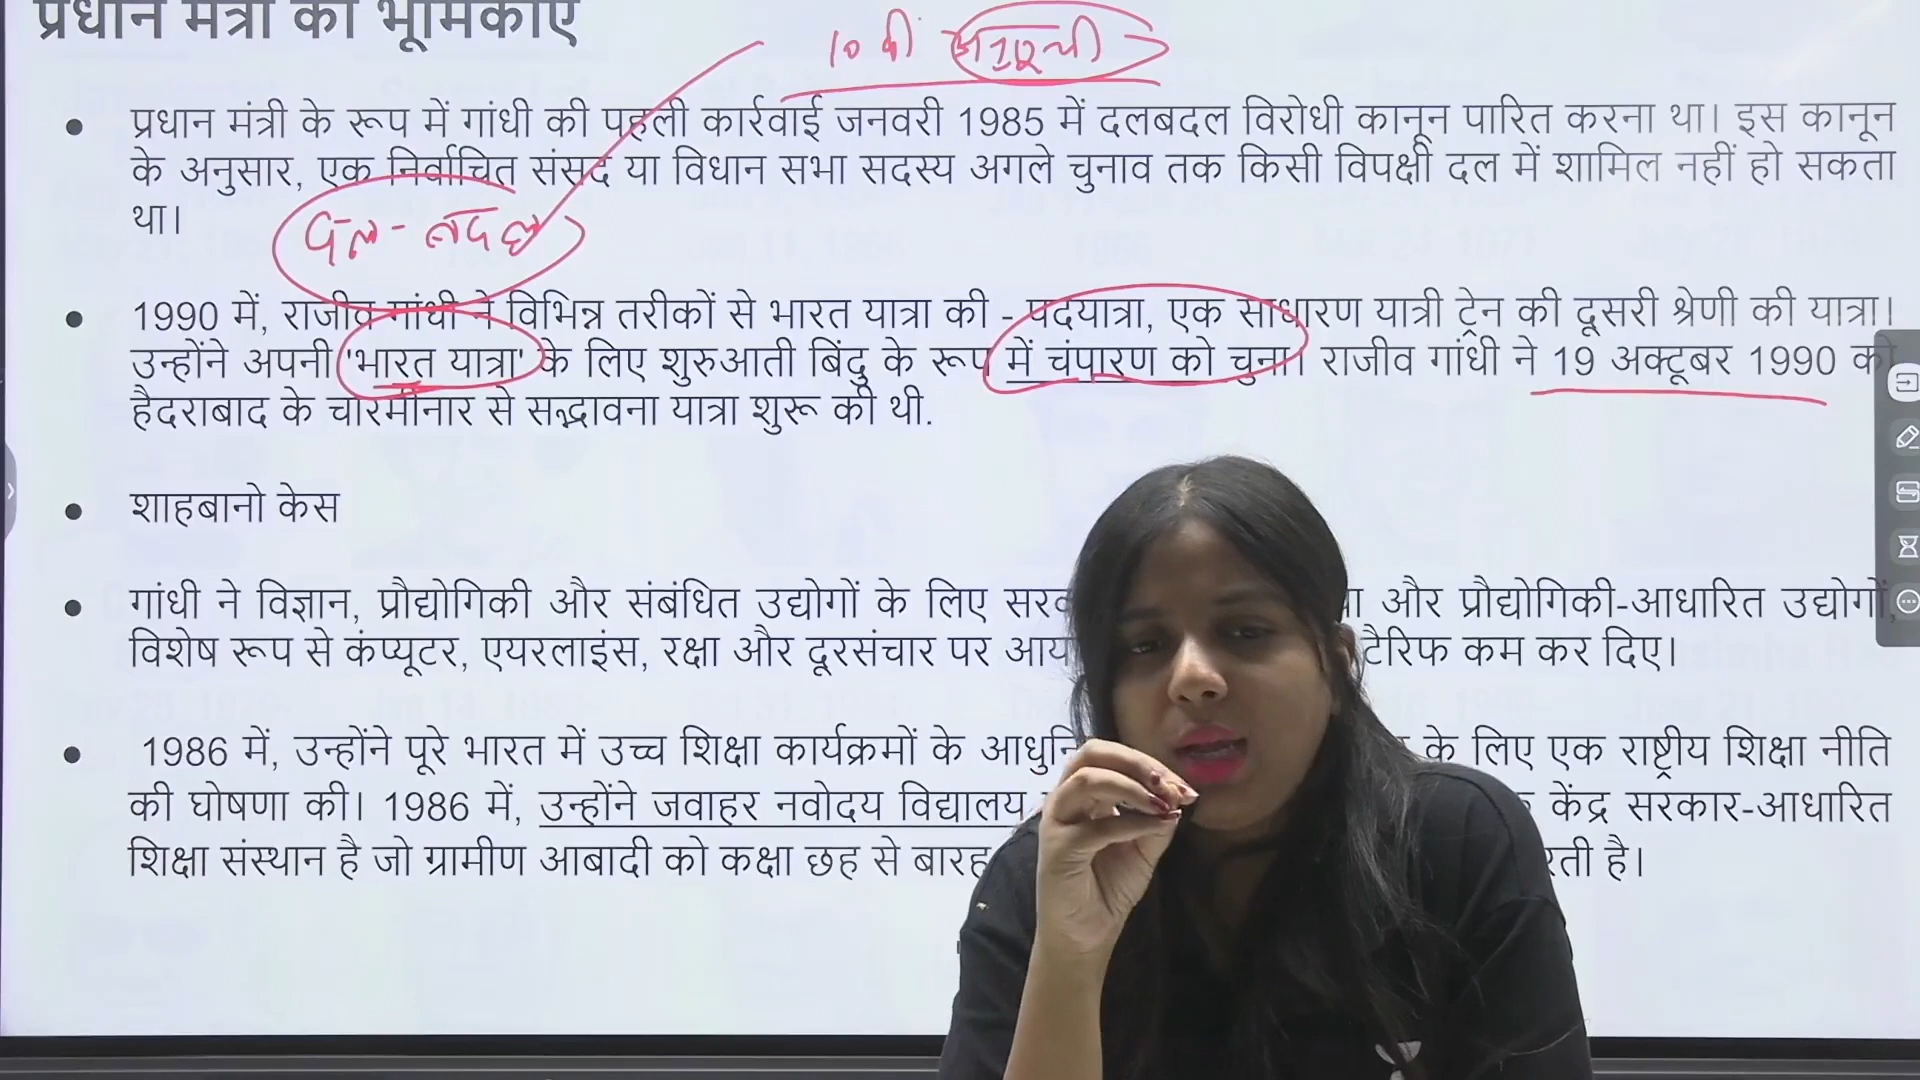 प्रधान मंत्री की भूमिकाएँ
10 वी अनुसूची
प्रधान मंत्री के रूप में गांधी की पहली कार्रवाई जनवरी 1985 में दलबदल विरोधी कानून पारित करना था। इस कानून
के अनुसार, एक निर्वाचित संसद या विधान सभा सदस्य अगले चुनाव तक किसी विपक्षी दल में शामिल नहीं हो सकता
था।
दल-बदल
1990 में, राजीव गांधी ने विभिन्न तरीकों से भारत यात्रा की - पदयात्रा, एक साधारण यात्री ट्रेन की दूसरी श्रेणी की यात्रा।
उन्होंने अपनी 'भारत यात्रा' के लिए शुरुआती बिंदु के रूप में चंपारण को चुना। राजीव गांधी ने 19 अक्टूबर 1990 को
हैदराबाद के चारमीनार से सद्भावना यात्रा शुरू की थी.
शाहबानो केस
गांधी ने विज्ञान, प्रौद्योगिकी और संबंधित उद्योगों के लिए और प्रौद्योगिकी-आधारित उद्योगों,
विशेष रूप से कंप्यूटर, एयरलाइंस, रक्षा और दूरसंचार पर टैरिफ कम कर दिए।
1986 में, उन्होंने पूरे भारत में उच्च शिक्षा कार्यक्रमों के के लिए एक राष्ट्रीय शिक्षा नीति
की घोषणा की। 1986 में, उन्होंने जवाहर नवोदय विद्यालय केंद्र सरकार-आधारित
शिक्षा संस्थान है जो ग्रामीण आबादी को कक्षा छह से बारह है।